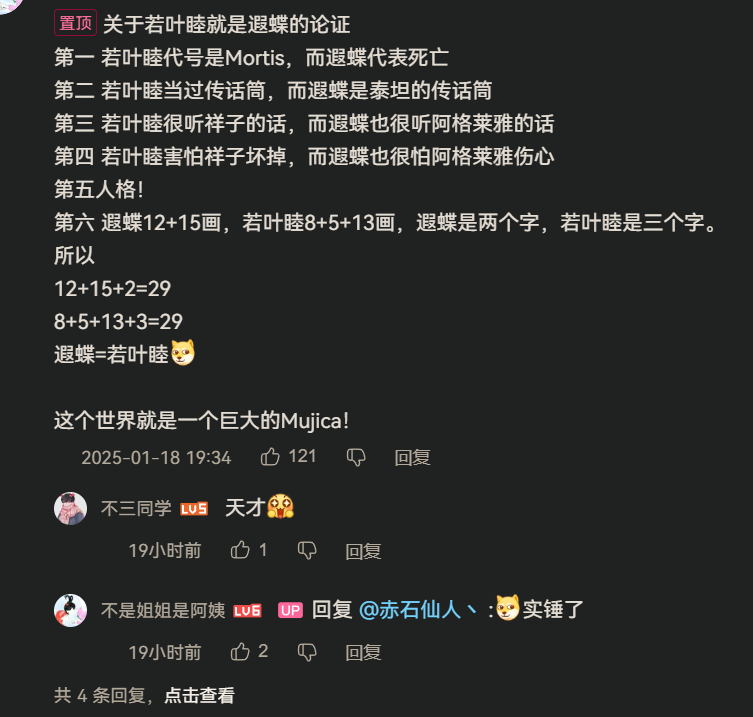 置顶 关于若叶睦就是遐蝶的论证
第一 若叶睦代号是Mortis，而遐蝶代表死亡
第二 若叶睦当过传话筒，而遐蝶是泰坦的传话筒
第三 若叶睦很听祥子的话，而遐蝶也很听阿格莱雅的话
第四 若叶睦害怕祥子坏掉，而遐蝶也很怕阿格莱雅伤心
第五人格！
第六 遐蝶12+15画，若叶睦8+5+13画，遐蝶是两个字，若叶睦是三个字。
所以
12+15+2=29
8+5+13+3=29
遐蝶=若叶睦
这个世界就是一个巨大的Mujica！
2025-01-18 19:34 121 回复
不三同学 LV5 天才
19小时前 1 回复
不是姐姐是阿姨 LV6 UP 回复 @赤石仙人丶 :实锤了
19小时前 2 回复
共 4 条回复，点击查看